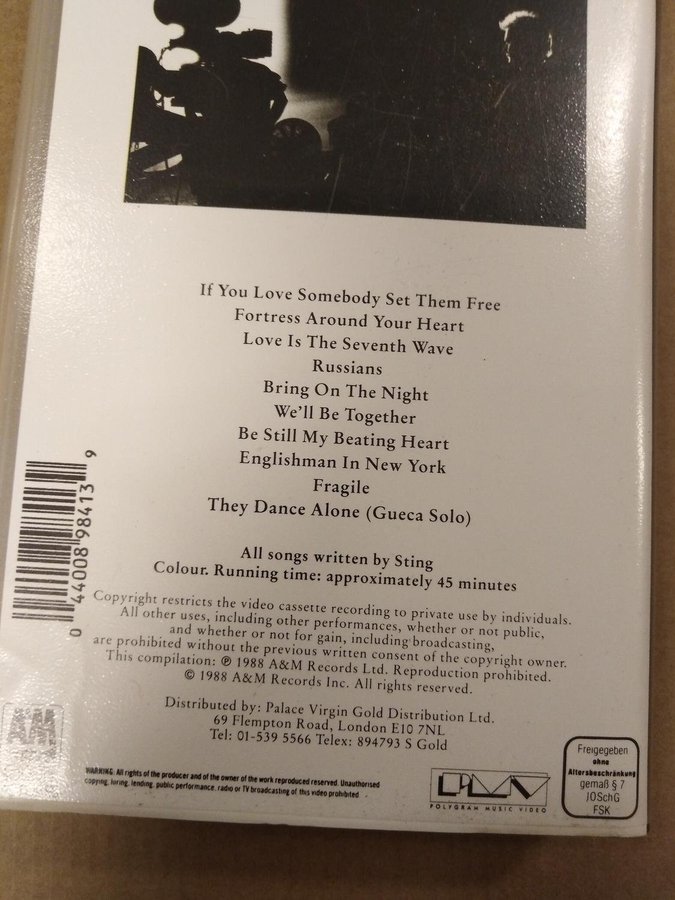 If You Love Somebody Set Them Free
Fortress Around Your Heart
Love Is The Seventh Wave
Russians
Bring On The Night
We'll Be Together
Be Still My Beating Heart
Englishman In New York
Fragile
They Dance Alone (Gueca Solo)
All songs written by Sting
Colour. Running time: approximately 45 minutes
Copyright restricts the video cassette recording to private use by individuals.
All other uses, including other performances, whether or not public,
and whether or not for gain, including broadcasting,
are prohibited without the previous written consent of the copyright owner.
This compilation: ℗ 1988 A&M Records Ltd. Reproduction prohibited.
© 1988 A&M Records Inc. All rights reserved.
Distributed by: Palace Virgin Gold Distribution Ltd.
69 Flempton Road, London E10 7NL
Tel: 01-539 5566 Telex: 894793 S Gold
0 44008 98413 9
A&M
WARNING. All rights of the producer and of the owner of the work reproduced reserved. Unauthorised
copying, hiring, lending, public performance, radio or TV broadcasting of this video prohibited.
PMV
POLYGRAM MUSIC VIDEO
Freigegeben
ohne
Altersbeschränkung
gemäß § 7
JÖSchG
FSK